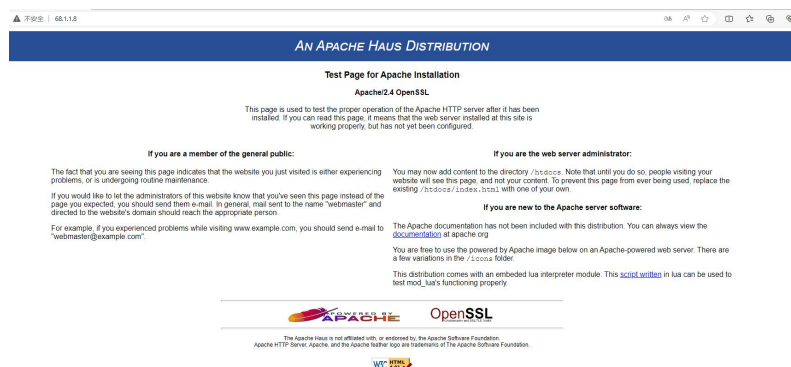 不安全
68.1.1.8
AN APACHE HAUS DISTRIBUTION
Test Page for Apache Installation
Apache/2.4 OpenSSL
This page is used to test the proper operation of the Apache HTTP server after it has been
installed. If you can read this page, it means that the web server installed at this site is
working properly, but has not yet been configured.
If you are a member of the general public:
The fact that you are seeing this page indicates that the website you just visited is either experiencing
problems, or is undergoing routine maintenance.
If you would like to let the administrators of this website know that you've seen this page instead of the
page you expected, you should send them e-mail. In general, mail sent to the name "webmaster" and
directed to the website's domain should reach the appropriate person.
For example, if you experienced problems while visiting www.example.com, you should send e-mail to
"webmaster@example.com".
If you are the web server administrator:
You may now add content to the directory /htdocs. Note that until you do so, people visiting your
website will see this page, and not your content. To prevent this page from ever being used, replace the
existing /htdocs/index.html with one of your own.
If you are new to the Apache server software:
The Apache documentation has not been included with this distribution. You can always view the
documentation at apache.org
You are free to use the powered by Apache image below on an Apache-powered web server. There are
a few variations in the /icons folder.
This distribution comes with an embeded lua interpreter module. This script written in lua can be used to
test mod_lua's functioning properly.
POWERED BY
APACHE
OpenSSL
The Apache Haus is not affiliated with, or endorsed by, the Apache Software Foundation.
Apache HTTP Server, Apache, and the Apache feather logo are trademarks of The Apache Software Foundation.
W3C HTML